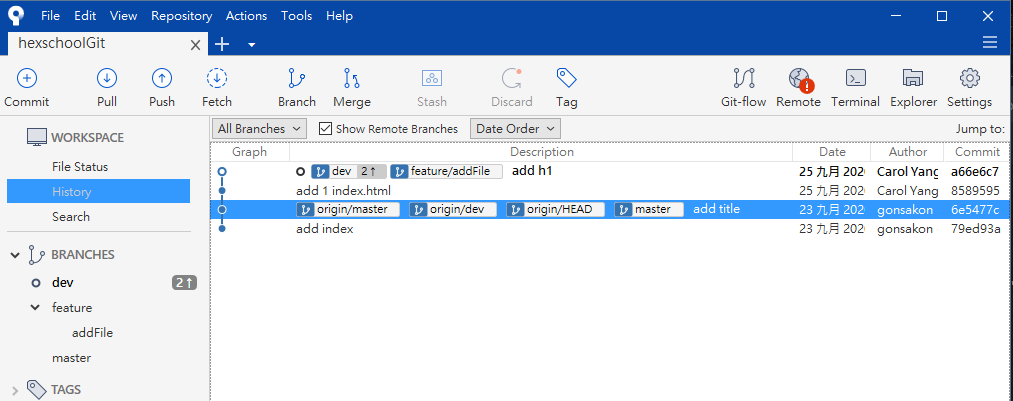 File Edit View Repository Actions Tools Help
hexschoolGit
Commit Pull Push Fetch Branch Merge Stash Discard Tag Git-flow Remote Terminal Explorer Settings
All Branches Show Remote Branches Date Order Jump to:
Graph Description Date Author Commit
dev 2↑ feature/addFile add h1 25 九月 202 Carol Yang a66e6c7
add 1 index.html 25 九月 202 Carol Yang 8589595
origin/master origin/dev origin/HEAD master add title 23 九月 202 gonsakon 6e5477c
add index 23 九月 202 gonsakon 79ed93a
WORKSPACE
File Status
History
Search
BRANCHES
dev 2↑
feature
addFile
master
TAGS